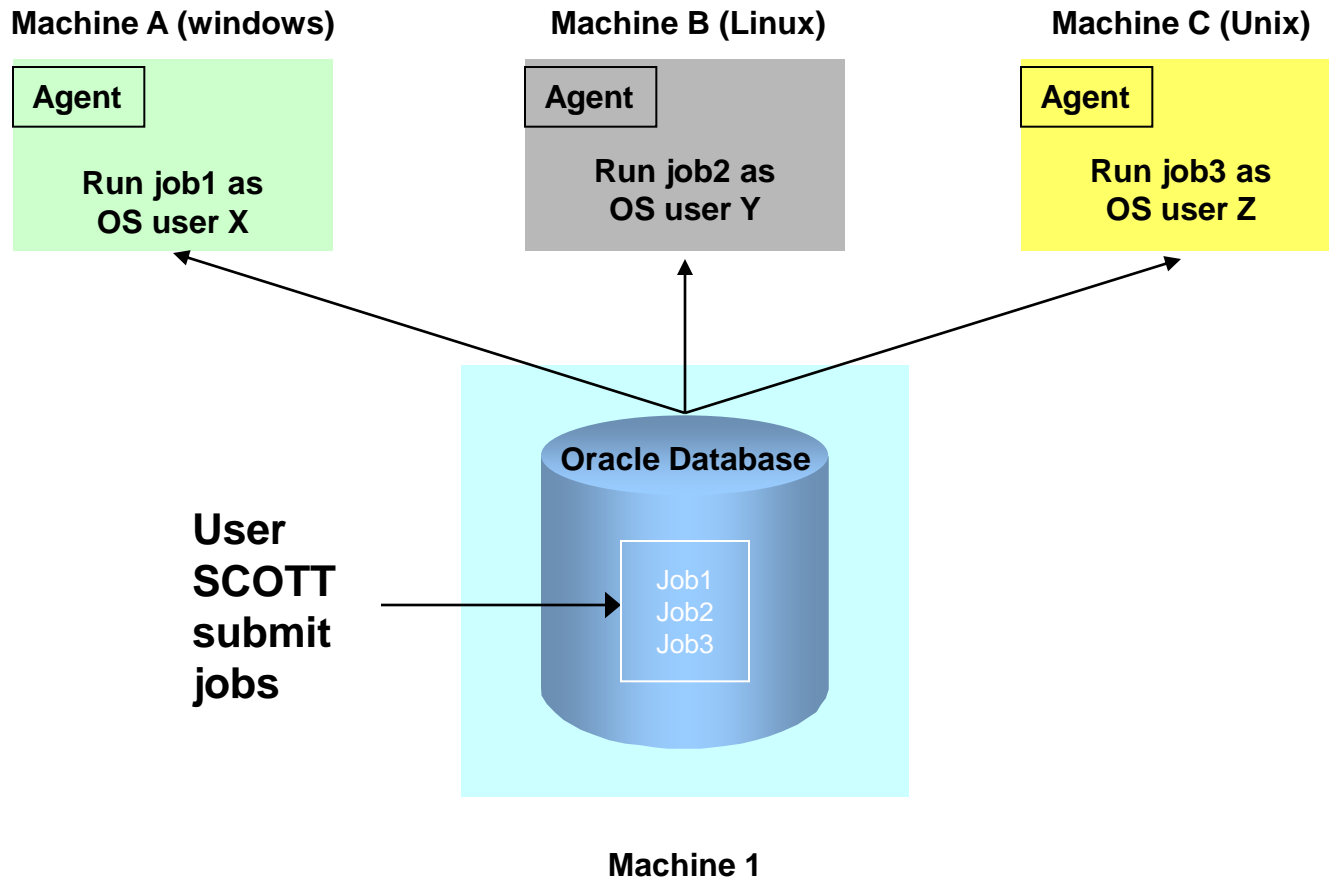 Machine A (windows)
Machine B (Linux)
Machine C (Unix)
Agent
Run job1 as
OS user X
Agent
Run job2 as
OS user Y
Agent
Run job3 as
OS user Z
Oracle Database
User
SCOTT
submit
jobs
Job1
Job2
Job3
Machine 1